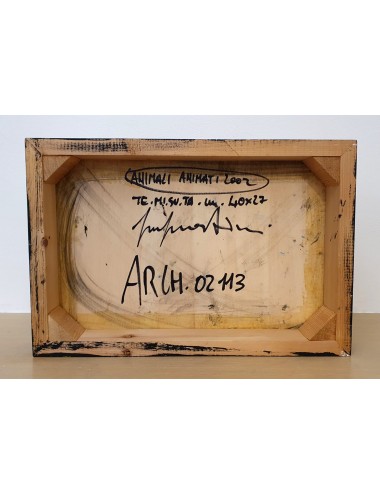 ANIMALI ANIMATI 2002
TE.MI.SU.TA. cm. 40x27
ARCH. 02113